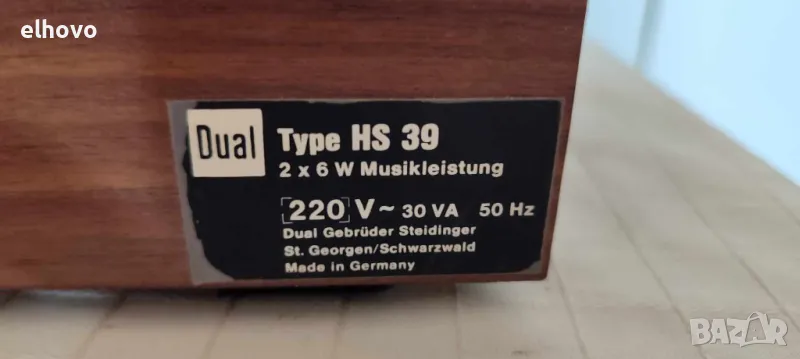 elhovo
Dual
Type HS 39
2 x 6 W Musikleistung
220 V ~ 30 VA 50 Hz
Dual Gebrüder Steidinger
St. Georgen/Schwarzwald
Made in Germany
BAZAR